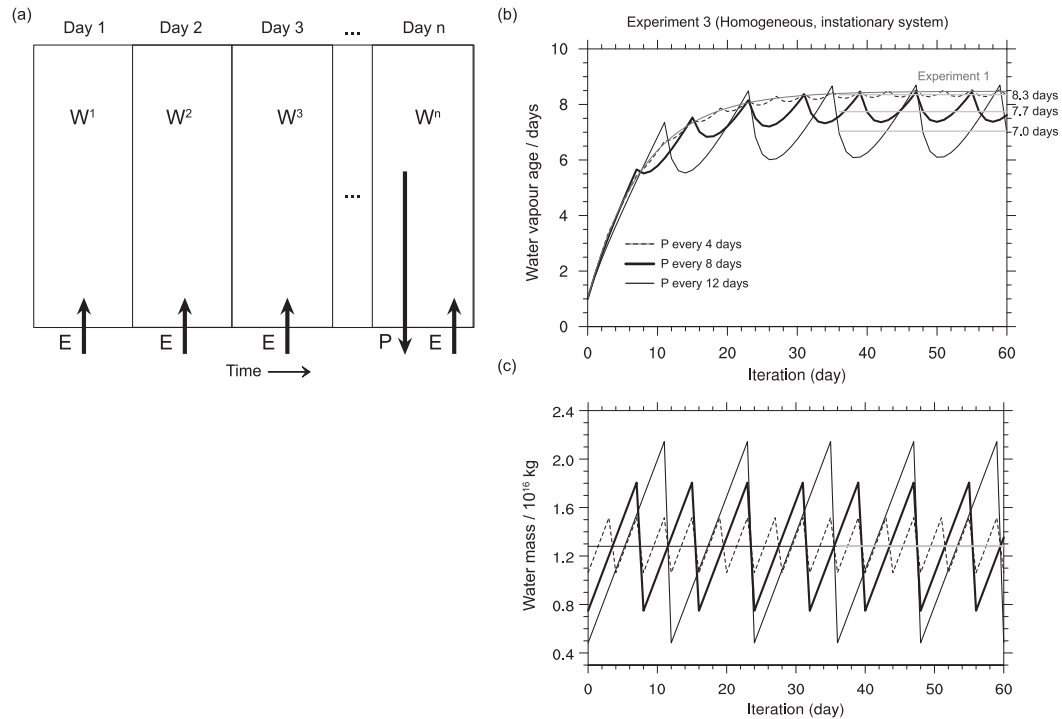 (a)
Day 1 Day 2 Day 3 ... Day n
W¹ W² W³ Wⁿ
...
E E E P E
Time
(b)
Experiment 3 (Homogeneous, instationary system)
Water vapour age / days
10
8
6
4
2
0
Experiment 1
8.3 days
7.7 days
7.0 days
P every 4 days
P every 8 days
P every 12 days
0 10 20 30 40 50 60
Iteration (day)
(c)
Water mass / 10¹⁶ kg
2.4
2.0
1.6
1.2
0.8
0.4
0 10 20 30 40 50 60
Iteration (day)